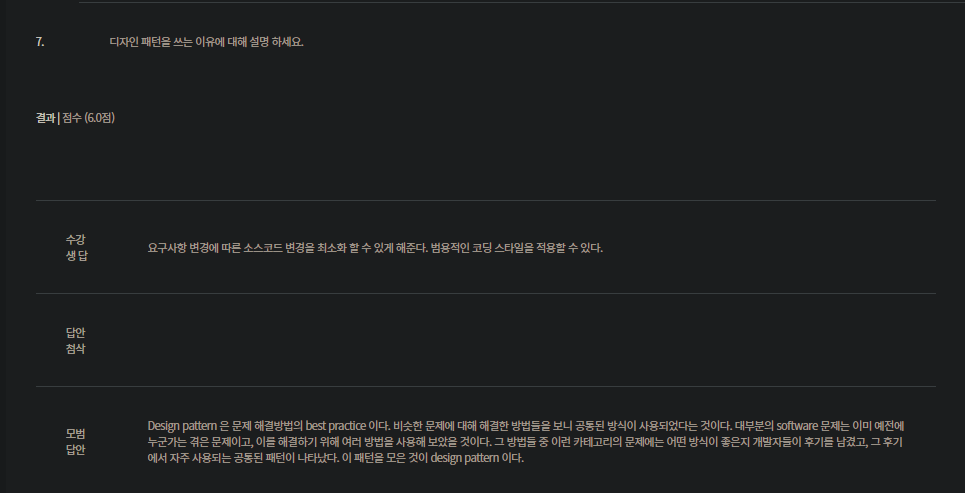 7. 디자인 패턴을 쓰는 이유에 대해 설명 하세요.
결과 | 점수 (6.0점)
수강
생 답
요구사항 변경에 따른 소스코드 변경을 최소화 할 수 있게 해준다. 범용적인 코딩 스타일을 적용할 수 있다.
답안
첨삭
모범
답안
Design pattern 은 문제 해결방법의 best practice 이다. 비슷한 문제에 대해 해결한 방법들을 보니 공통된 방식이 사용되었다는 것이다. 대부분의 software 문제는 이미 예전에
누군가는 겪은 문제이고, 이를 해결하기 위해 여러 방법을 사용해 보았을 것이다. 그 방법들 중 이런 카테고리의 문제에는 어떤 방식이 좋은지 개발자들이 후기를 남겼고, 그 후기
에서 자주 사용되는 공통된 패턴이 나타났다. 이 패턴을 모은 것이 design pattern 이다.